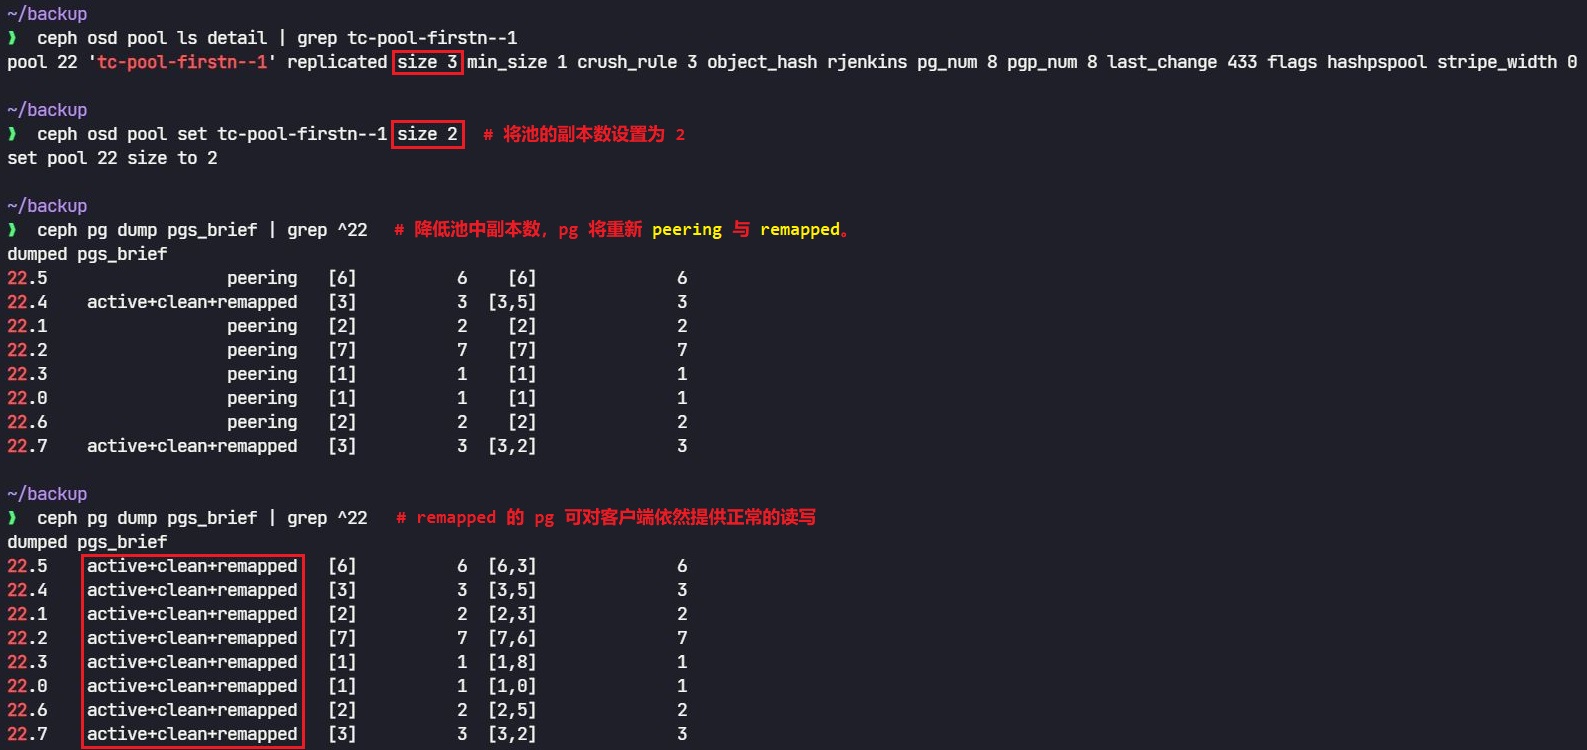 ~/backup
❯ ceph osd pool ls detail | grep tc-pool-firstn--1
pool 22 'tc-pool-firstn--1' replicated size 3 min_size 1 crush_rule 3 object_hash rjenkins pg_num 8 pgp_num 8 last_change 433 flags hashpspool stripe_width 0
~/backup
❯ ceph osd pool set tc-pool-firstn--1 size 2 # 将池的副本数设置为 2
set pool 22 size to 2
~/backup
❯ ceph pg dump pgs_brief | grep ^22 # 降低池中副本数，pg 将重新 peering 与 remapped。
dumped pgs_brief
22.5 peering [6] 6 [6] 6
22.4 active+clean+remapped [3] 3 [3,5] 3
22.1 peering [2] 2 [2] 2
22.2 peering [7] 7 [7] 7
22.3 peering [1] 1 [1] 1
22.0 peering [1] 1 [1] 1
22.6 peering [2] 2 [2] 2
22.7 active+clean+remapped [3] 3 [3,2] 3
~/backup
❯ ceph pg dump pgs_brief | grep ^22 # remapped 的 pg 可对客户端依然提供正常的读写
dumped pgs_brief
22.5 active+clean+remapped [6] 6 [6,3] 6
22.4 active+clean+remapped [3] 3 [3,5] 3
22.1 active+clean+remapped [2] 2 [2,3] 2
22.2 active+clean+remapped [7] 7 [7,6] 7
22.3 active+clean+remapped [1] 1 [1,8] 1
22.0 active+clean+remapped [1] 1 [1,0] 1
22.6 active+clean+remapped [2] 2 [2,5] 2
22.7 active+clean+remapped [3] 3 [3,2] 3